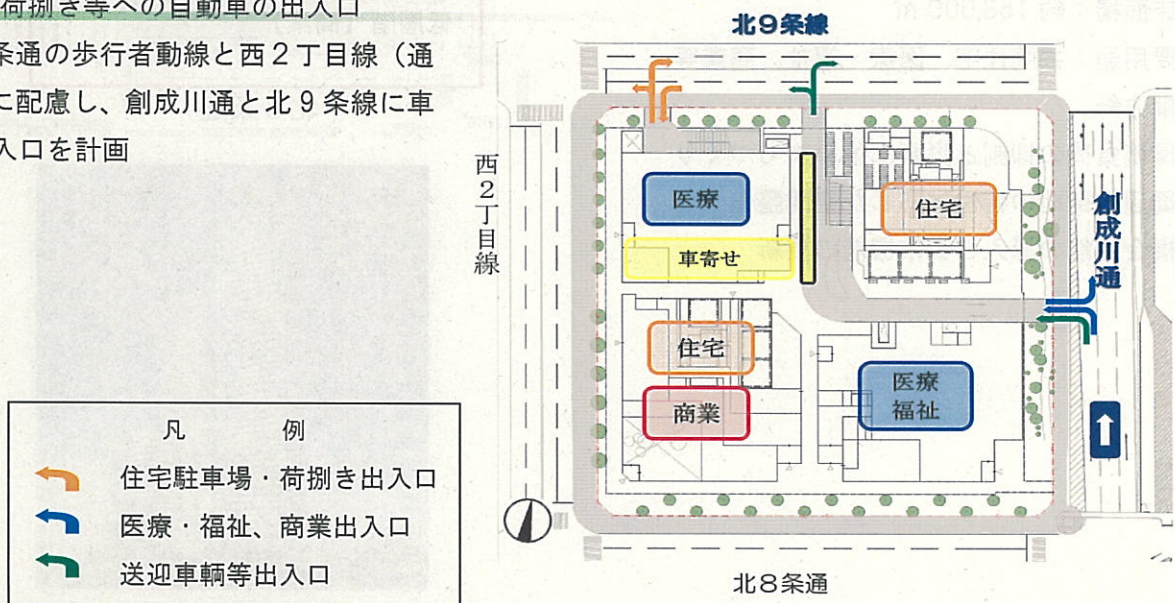 荷捌き等への自動車の出入口
条通の歩行者動線と西２丁目線（通
に配慮し、創成川通と北９条線に車
入口を計画
北９条線
西２丁目線
医療
車寄せ
住宅
創成川通
住宅
商業
医療
福祉
凡　例
住宅駐車場・荷捌き出入口
医療・福祉、商業出入口
送迎車輌等出入口
北８条通